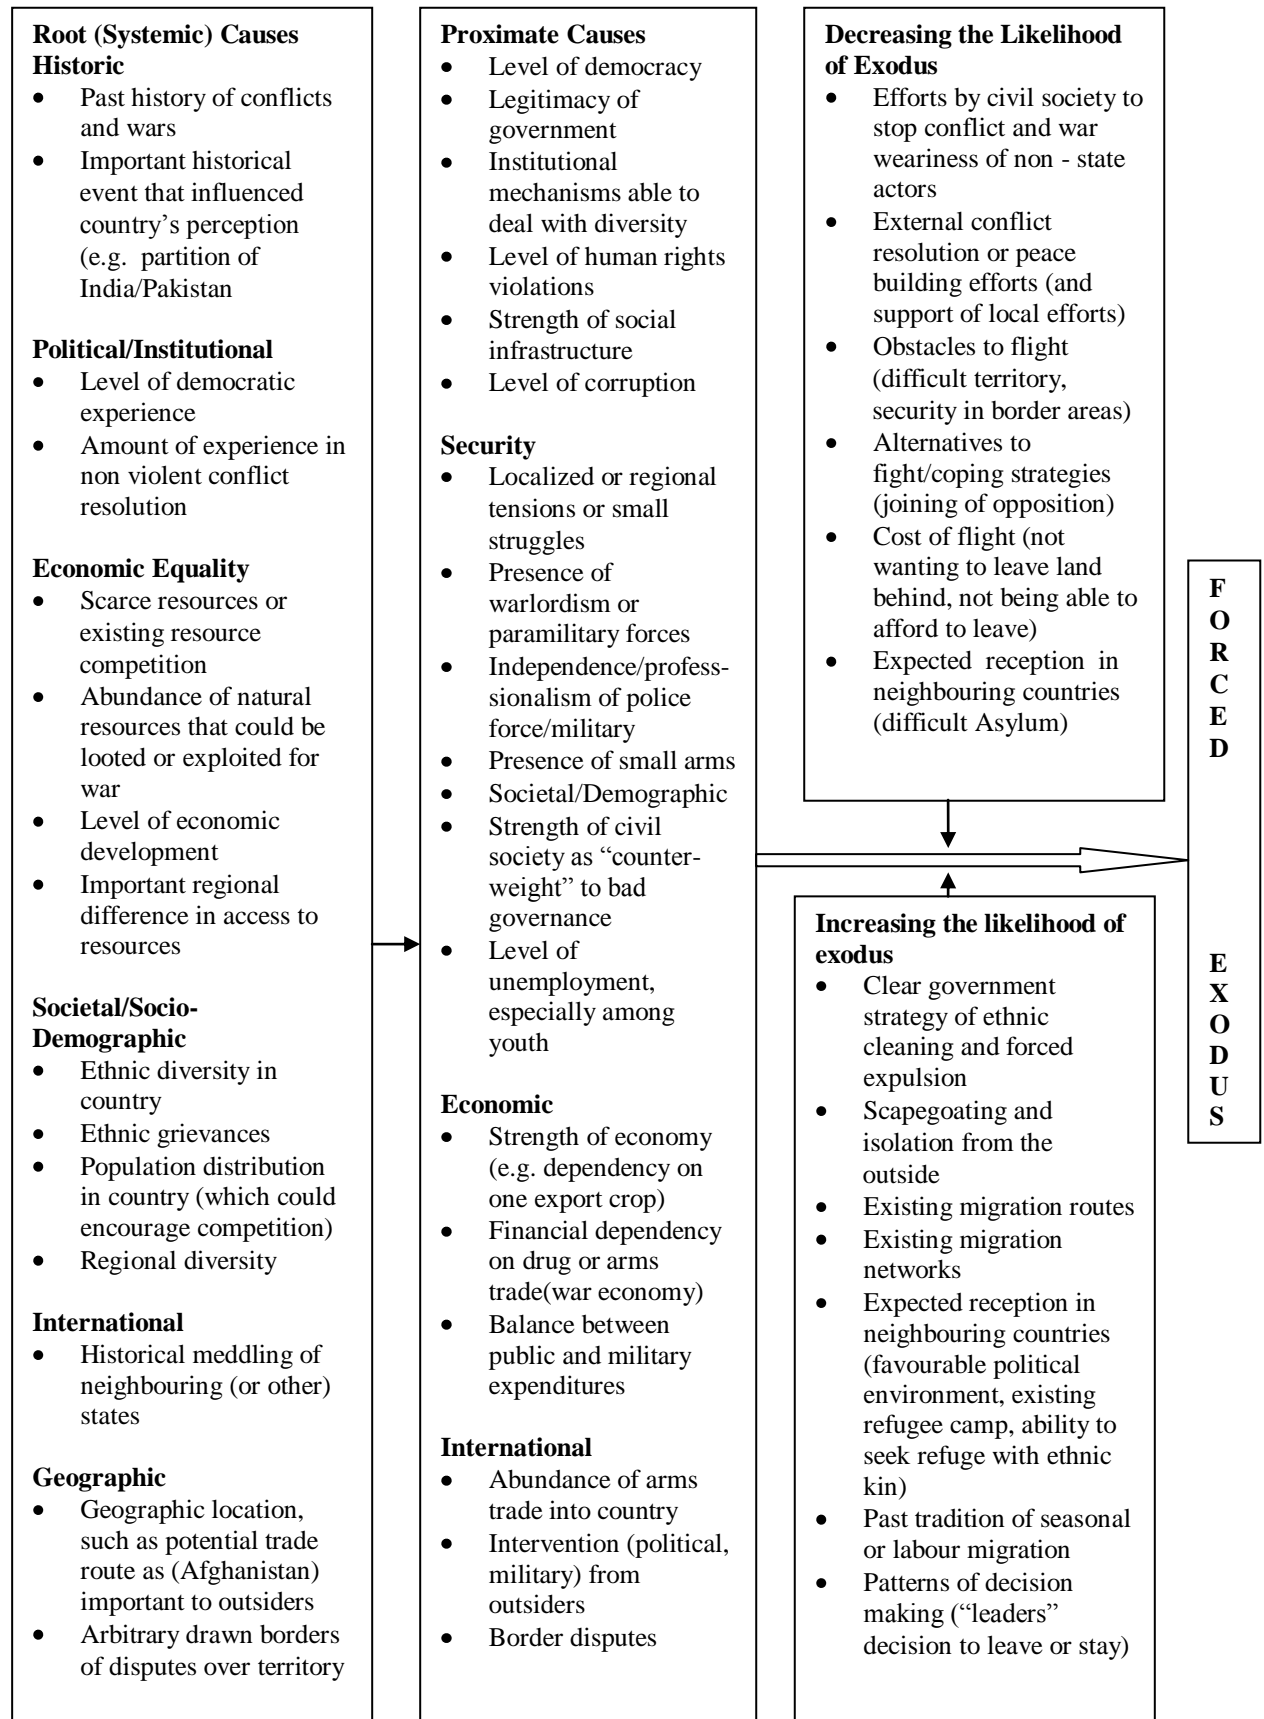 Root (Systemic) Causes
Historic
• Past history of conflicts
and wars
• Important historical
event that influenced
country’s perception
(e.g. partition of
India/Pakistan
Political/Institutional
• Level of democratic
experience
• Amount of experience in
non violent conflict
resolution
Economic Equality
• Scarce resources or
existing resource
competition
• Abundance of natural
resources that could be
looted or exploited for
war
• Level of economic
development
• Important regional
difference in access to
resources
Societal/Socio-
Demographic
• Ethnic diversity in
country
• Ethnic grievances
• Population distribution
in country (which could
encourage competition)
• Regional diversity
International
• Historical meddling of
neighbouring (or other)
states
Geographic
• Geographic location,
such as potential trade
route as (Afghanistan)
important to outsiders
• Arbitrary drawn borders
of disputes over territory
Proximate Causes
• Level of democracy
• Legitimacy of
government
• Institutional
mechanisms able to
deal with diversity
• Level of human rights
violations
• Strength of social
infrastructure
• Level of corruption
Security
• Localized or regional
tensions or small
struggles
• Presence of
warlordism or
paramilitary forces
• Independence/profess-
sionalism of police
force/military
• Presence of small arms
• Societal/Demographic
• Strength of civil
society as “counter-
weight” to bad
governance
• Level of
unemployment,
especially among
youth
Economic
• Strength of economy
(e.g. dependency on
one export crop)
• Financial dependency
on drug or arms
trade(war economy)
• Balance between
public and military
expenditures
International
• Abundance of arms
trade into country
• Intervention (political,
military) from
outsiders
• Border disputes
Decreasing the Likelihood
of Exodus
• Efforts by civil society to
stop conflict and war
weariness of non - state
actors
• External conflict
resolution or peace
building efforts (and
support of local efforts)
• Obstacles to flight
(difficult territory,
security in border areas)
• Alternatives to
fight/coping strategies
(joining of opposition)
• Cost of flight (not
wanting to leave land
behind, not being able to
afford to leave)
• Expected reception in
neighbouring countries
(difficult Asylum)
Increasing the likelihood of
exodus
• Clear government
strategy of ethnic
cleaning and forced
expulsion
• Scapegoating and
isolation from the
outside
• Existing migration routes
• Existing migration
networks
• Expected reception in
neighbouring countries
(favourable political
environment, existing
refugee camp, ability to
seek refuge with ethnic
kin)
• Past tradition of seasonal
or labour migration
• Patterns of decision
making (“leaders”
decision to leave or stay)
F
O
R
C
E
D
E
X
O
D
U
S